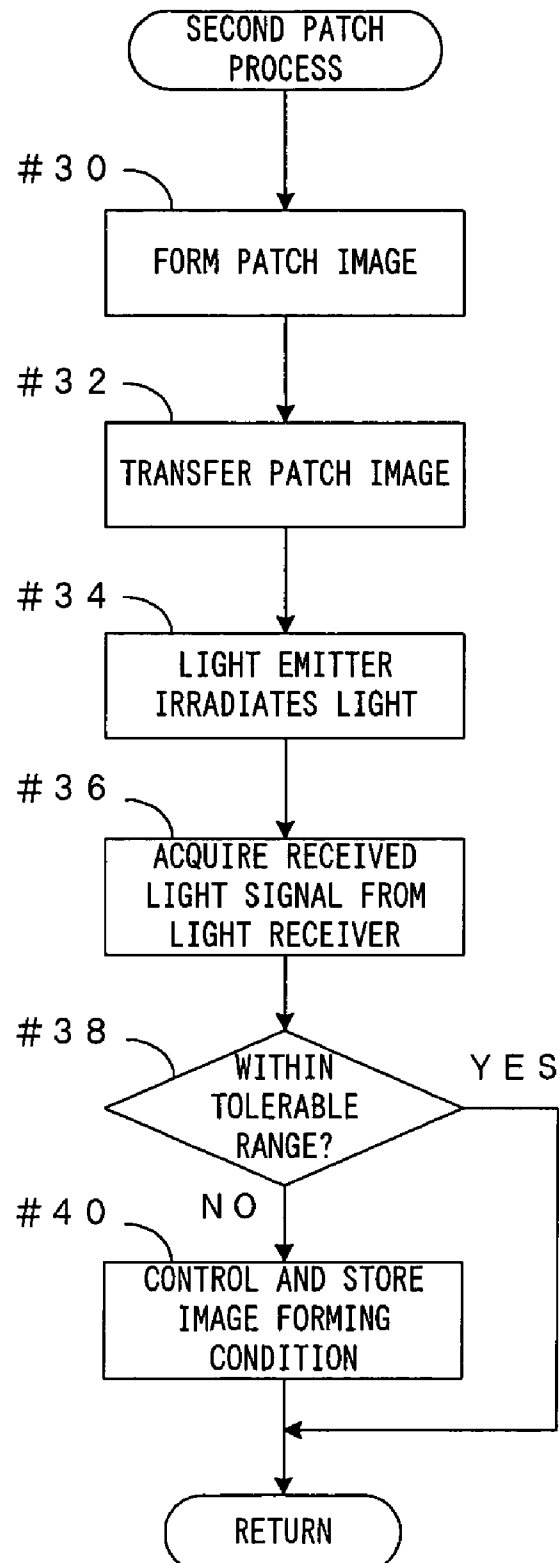 SECOND PATCH
PROCESS
#30
FORM PATCH IMAGE
#32
TRANSFER PATCH IMAGE
#34
LIGHT EMITTER
IRRADIATES LIGHT
#36
ACQUIRE RECEIVED
LIGHT SIGNAL FROM
LIGHT RECEIVER
#38
WITHIN
TOLERABLE
RANGE?
YES
NO
#40
CONTROL AND STORE
IMAGE FORMING
CONDITION
RETURN